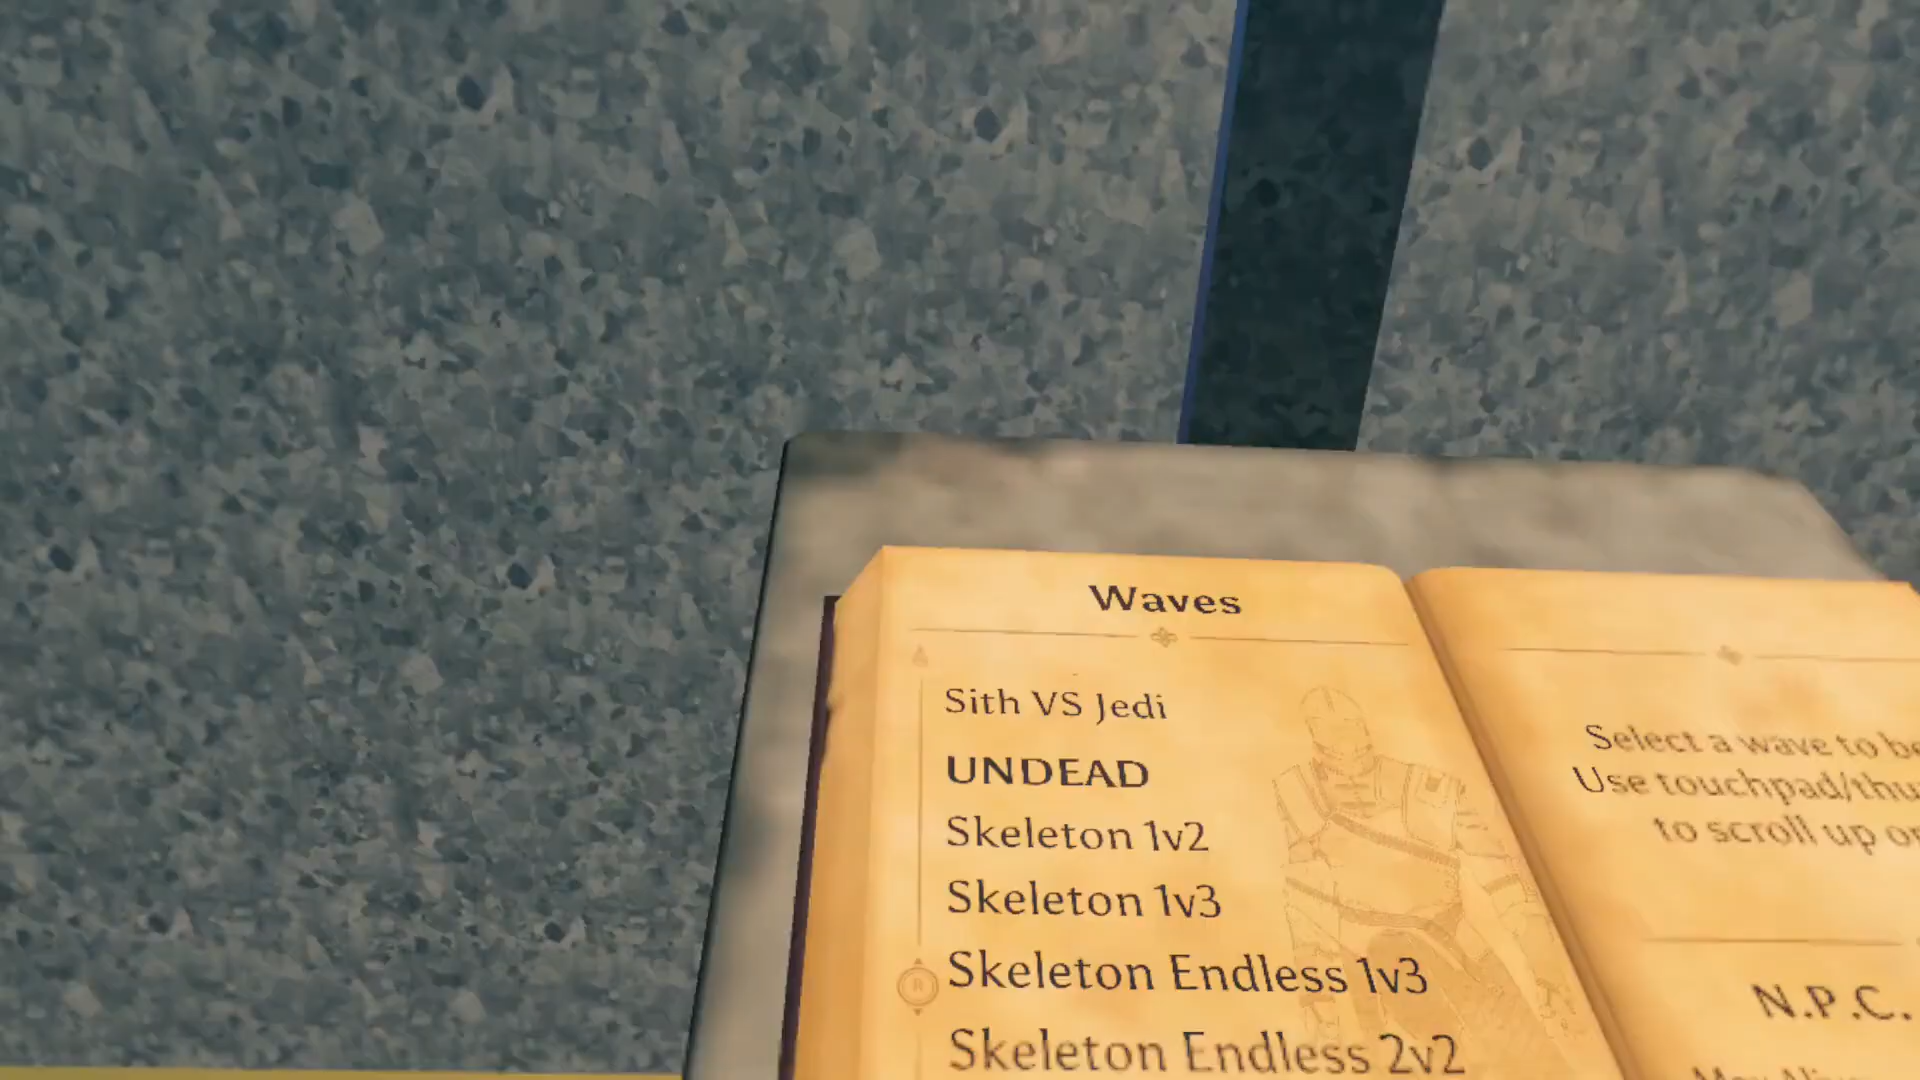 Waves
Sith VS Jedi
UNDEAD
Skeleton 1v2
Skeleton 1v3
Skeleton Endless 1v3
R
Skeleton Endless 2v2
Select a wave to be
Use touchpad/thu
to scroll up or
N.P.C.